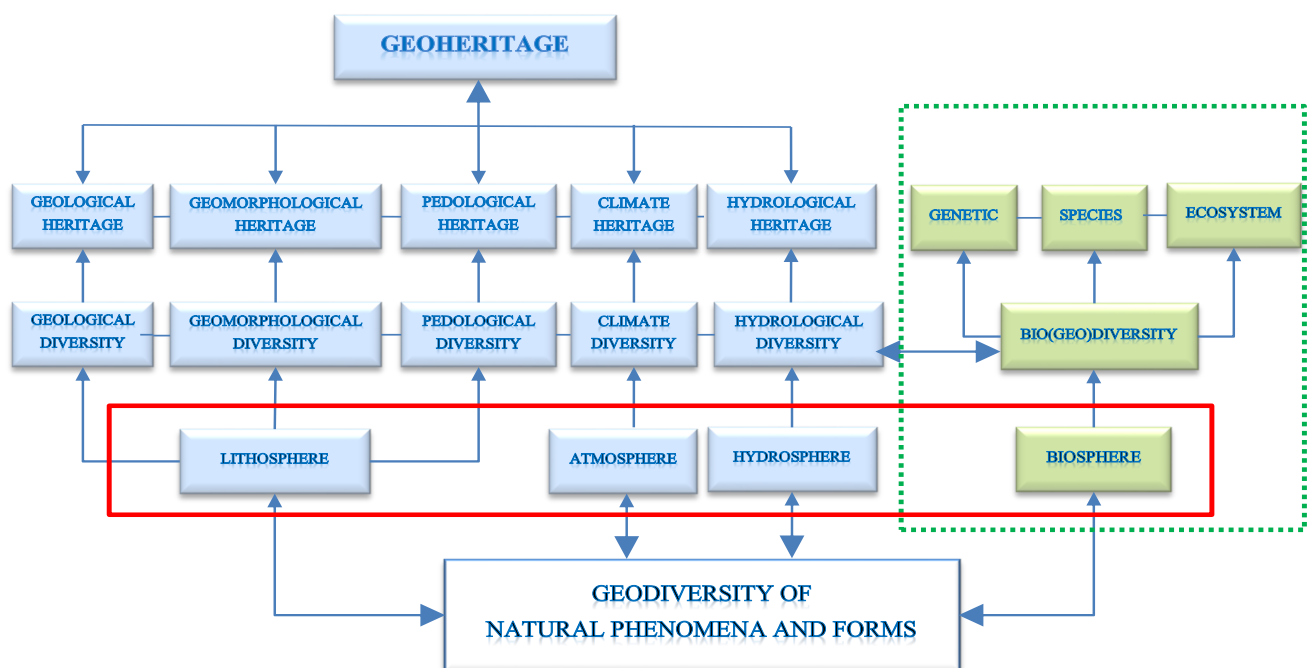 GEOHERITAGE
GEOLOGICAL
HERITAGE
GEOMORPHOLOGICAL
HERITAGE
PEDOLOGICAL
HERITAGE
CLIMATE
HERITAGE
HYDROLOGICAL
HERITAGE
GENETIC
SPECIES
ECOSYSTEM
GEOLOGICAL
DIVERSITY
GEOMORPHOLOGICAL
DIVERSITY
PEDOLOGICAL
DIVERSITY
CLIMATE
DIVERSITY
HYDROLOGICAL
DIVERSITY
BIO(GEO)DIVERSITY
LITHOSPHERE
ATMOSPHERE
HYDROSPHERE
BIOSPHERE
GEODIVERSITY OF
NATURAL PHENOMENA AND FORMS